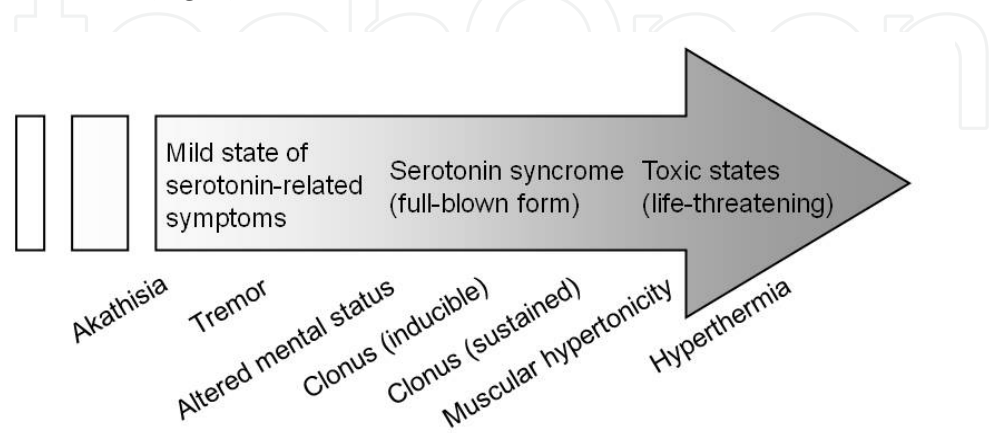 Mild state of
serotonin-related
symptoms
Serotonin syncrome
(full-blown form)
Toxic states
(life-threatening)
Akathisia
Tremor
Altered mental status
Clonus (inducible)
Clonus (sustained)
Muscular hypertonicity
Hyperthermia